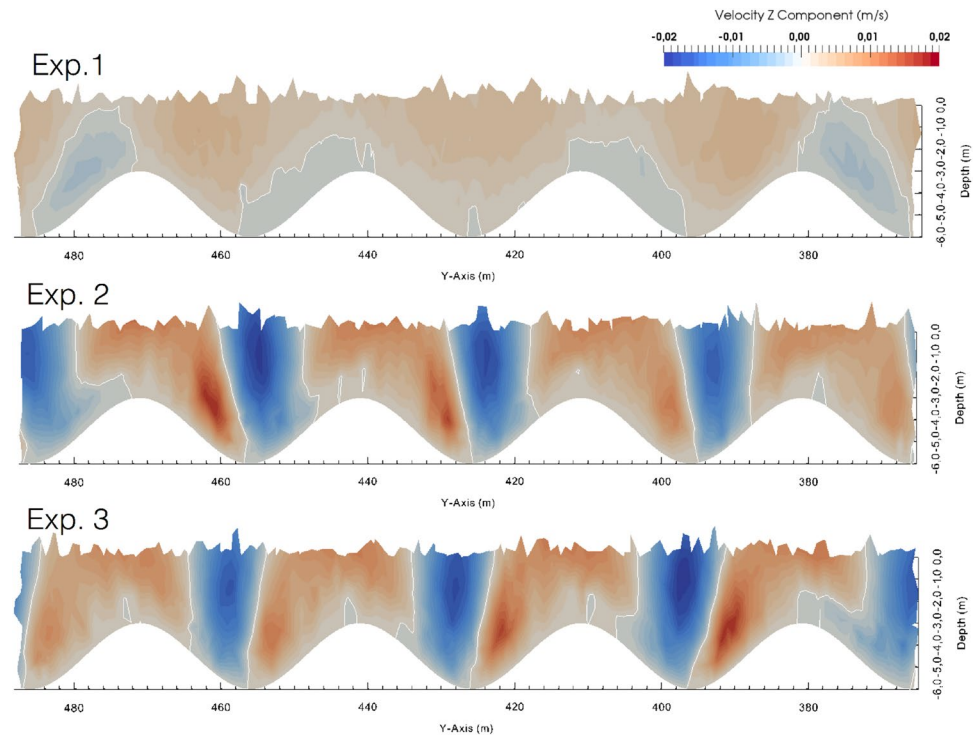 Velocity Z Component (m/s)
-0,02 -0,01 0,00 0,01 0,02
Exp.1
-6,0-5,0-4,0-3,0-2,0-1,0 0,0
Depth (m)
480 460 440 420 400 380
Y-Axis (m)
Exp. 2
-6,0-5,0-4,0-3,0-2,0-1,0 0,0
Depth (m)
480 460 440 420 400 380
Y-Axis (m)
Exp. 3
-6,0-5,0-4,0-3,0-2,0-1,0 0,0
Depth (m)
480 460 440 420 400 380
Y-Axis (m)